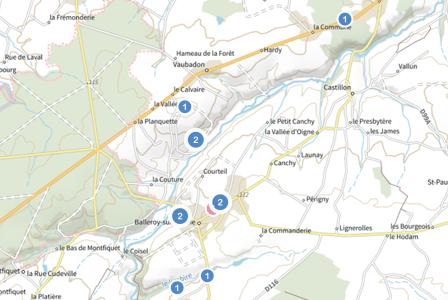 la Frémonderie
la Commune
1
Rue de Laval
Hameau de la Forêt
Hardy
Vaubadon
Vallun
le Calvaire
Castillon
la Vallée
1
D99A
la Planquette
le Petit Canchy
le Presbytère
la Vallée d'Oigne
les James
2
Launay
Canchy
Courteil
la Couture
112
St-Pau
2
Périgny
2
Balleroy-su
les Bourgeois
Lignerolles
la Commanderie
le Hodam
le Bas de Montfiquet
le Coisel
la Rue Cudeville
1
D116
1
la Platière